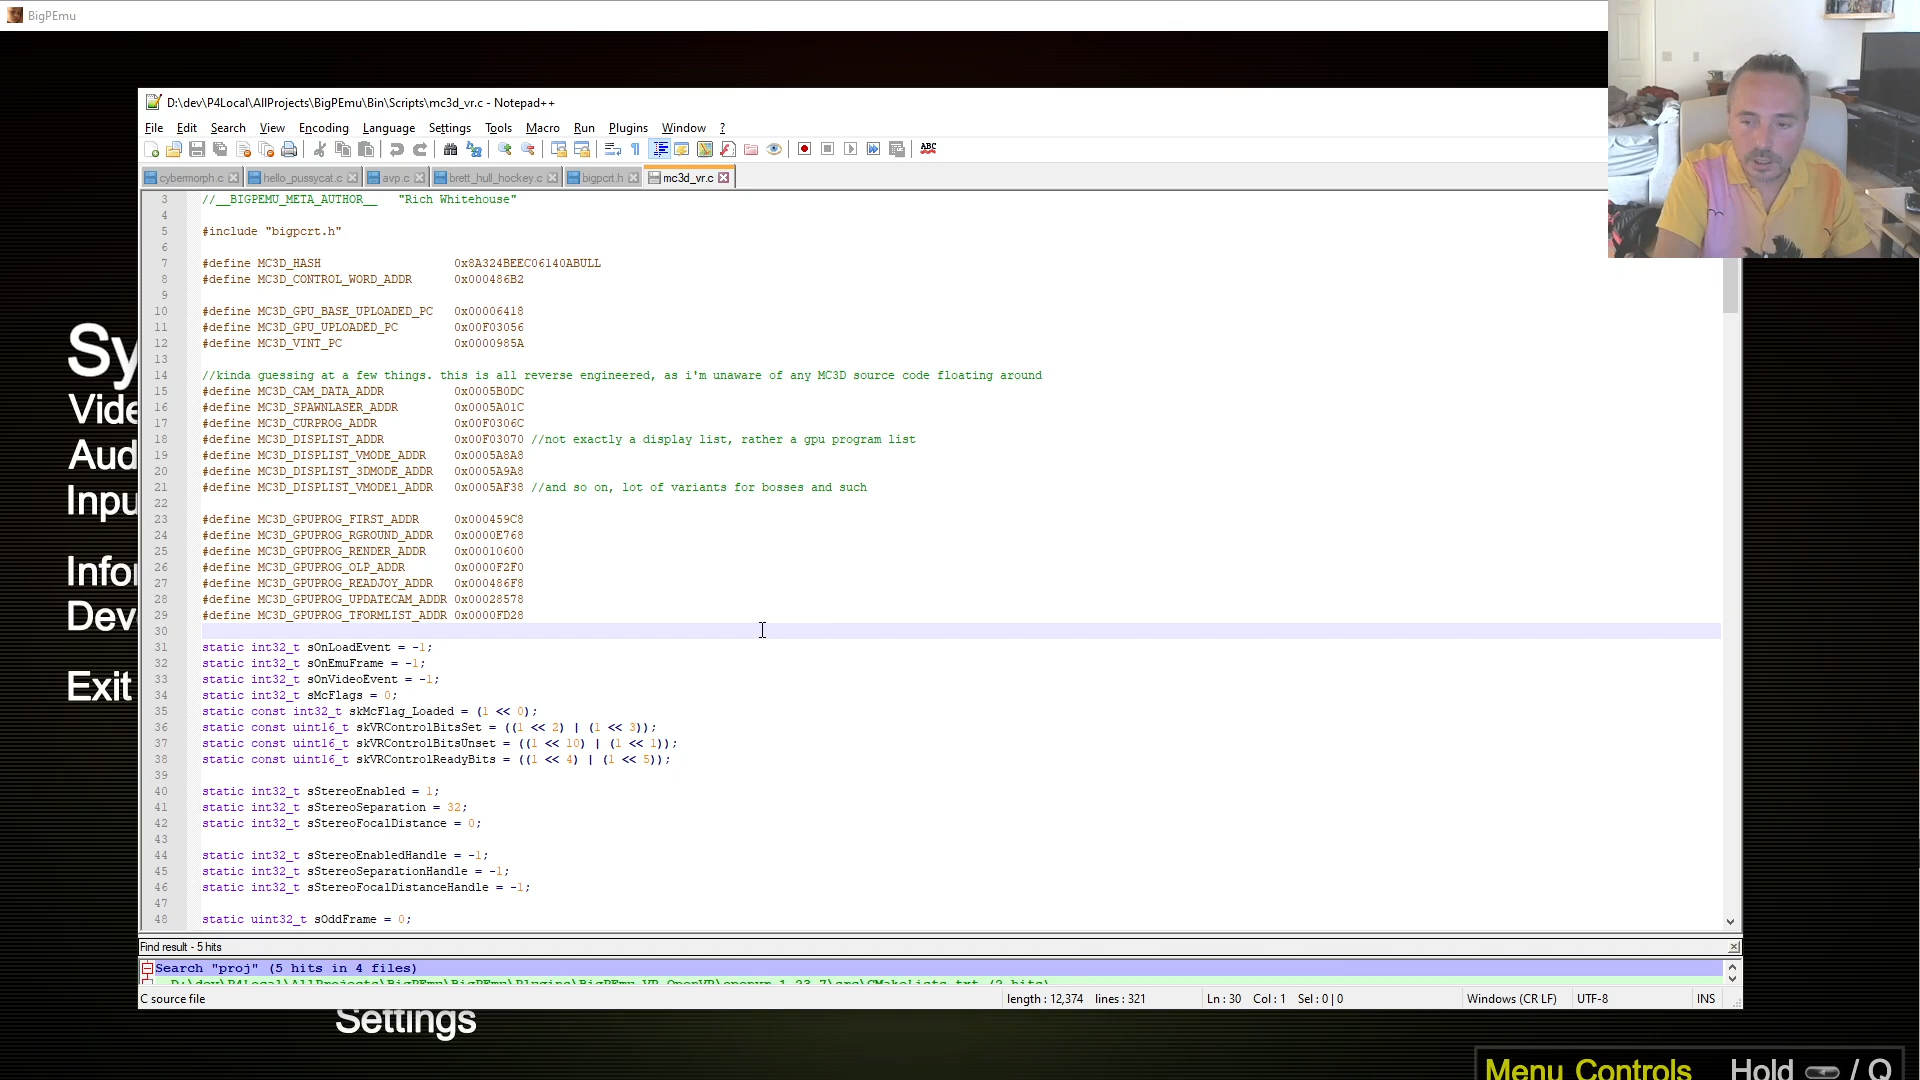 BigPEmu
D:\dev\P4Local\AllProjects\BigPEmu\Bin\Scripts\mc3d_vr.c - Notepad++
File Edit Search View Encoding Language Settings Tools Macro Run Plugins Window ?
ABC
cybermorph.c hello_pussycat.c avp.c brett_hull_hockey.c bigpcrt.h mc3d_vr.c
3 //__BIGPEMU_META_AUTHOR__ "Rich Whitehouse"
4
5 #include "bigpcrt.h"
6
7 #define MC3D_HASH 0x8A324BEEC06140ABULL
8 #define MC3D_CONTROL_WORD_ADDR 0x000486B2
9
10 #define MC3D_GPU_BASE_UPLOADED_PC 0x00006418
11 #define MC3D_GPU_UPLOADED_PC 0x00F03056
12 #define MC3D_VINT_PC 0x0000985A
13
14 //kinda guessing at a few things. this is all reverse engineered, as i'm unaware of any MC3D source code floating around
15 #define MC3D_CAM_DATA_ADDR 0x0005B0DC
16 #define MC3D_SPAWNLASER_ADDR 0x0005A01C
17 #define MC3D_CURPROG_ADDR 0x00F0306C
18 #define MC3D_DISPLIST_ADDR 0x00F03070 //not exactly a display list, rather a gpu program list
19 #define MC3D_DISPLIST_VMODE_ADDR 0x0005A8A8
20 #define MC3D_DISPLIST_3DMODE_ADDR 0x0005A9A8
21 #define MC3D_DISPLIST_VMODE1_ADDR 0x0005AF38 //and so on, lot of variants for bosses and such
22
23 #define MC3D_GPUPROG_FIRST_ADDR 0x000459C8
24 #define MC3D_GPUPROG_RGROUND_ADDR 0x0000E768
25 #define MC3D_GPUPROG_RENDER_ADDR 0x00010600
26 #define MC3D_GPUPROG_OLP_ADDR 0x0000F2F0
27 #define MC3D_GPUPROG_READJOY_ADDR 0x000486F8
28 #define MC3D_GPUPROG_UPDATECAM_ADDR 0x00028578
29 #define MC3D_GPUPROG_TFORMLIST_ADDR 0x0000FD28
30
31 static int32_t sOnLoadEvent = -1;
32 static int32_t sOnEmuFrame = -1;
33 static int32_t sOnVideoEvent = -1;
34 static int32_t sMcFlags = 0;
35 static const int32_t skMcFlag_Loaded = (1 << 0);
36 static const uint16_t skVRControlBitsSet = ((1 << 2) | (1 << 3));
37 static const uint16_t skVRControlBitsUnset = ((1 << 10) | (1 << 1));
38 static const uint16_t skVRControlReadyBits = ((1 << 4) | (1 << 5));
39
40 static int32_t sStereoEnabled = 1;
41 static int32_t sStereoSeparation = 32;
42 static int32_t sStereoFocalDistance = 0;
43
44 static int32_t sStereoEnabledHandle = -1;
45 static int32_t sStereoSeparationHandle = -1;
46 static int32_t sStereoFocalDistanceHandle = -1;
47
48 static uint32_t sOddFrame = 0;
Find result - 5 hits
Search "proj" (5 hits in 4 files)
C source file length : 12,374 lines : 321 Ln : 30 Col : 1 Sel : 0 | 0 Windows (CR LF) UTF-8 INS
Sy
Vide
Aud
Inpu
Info
Dev
Exit
Settings
Menu Controls Hold / Q